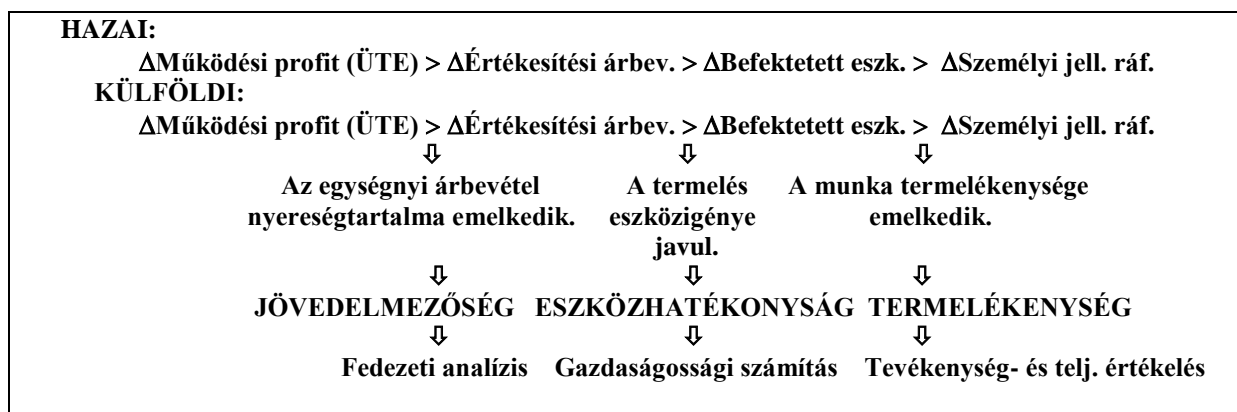 HAZAI:
ΔMűködési profit (ÜTE) > ΔÉrtékesítési árbev. > ΔBefektetett eszk. > ΔSzemélyi jell. ráf.
KÜLFÖLDI:
ΔMűködési profit (ÜTE) > ΔÉrtékesítési árbev. > ΔBefektetett eszk. > ΔSzemélyi jell. ráf.
⇩ ⇩ ⇩
Az egységnyi árbevétel A termelés A munka termelékenysége
nyereségtartalma emelkedik. eszközigénye emelkedik.
javul.
⇩ ⇩ ⇩
JÖVEDELMEZŐSÉG ESZKÖZHATÉKONYSÁG TERMELÉKENYSÉG
⇩ ⇩ ⇩
Fedezeti analízis Gazdaságossági számítás Tevékenység- és telj. értékelés